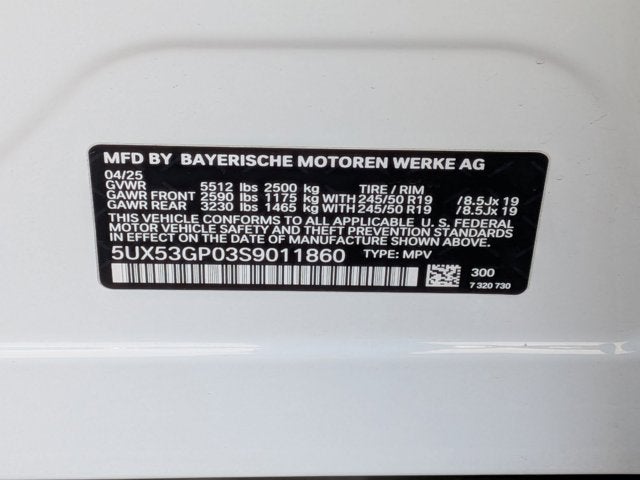 MFD BY BAYERISCHE MOTOREN WERKE AG
04/25
GVWR 5512 lbs 2500 kg TIRE / RIM
GAWR FRONT 2590 lbs 1175 kg WITH 245/50 R19 /8.5Jx 19
GAWR REAR 3230 lbs 1465 kg WITH 245/50 R19 /8.5Jx 19
THIS VEHICLE CONFORMS TO ALL APPLICABLE U.S. FEDERAL
MOTOR VEHICLE SAFETY AND THEFT PREVENTION STANDARDS
IN EFFECT ON THE DATE OF MANUFACTURE SHOWN ABOVE.
5UX53GP03S9011860 TYPE: MPV
300
7 320 730